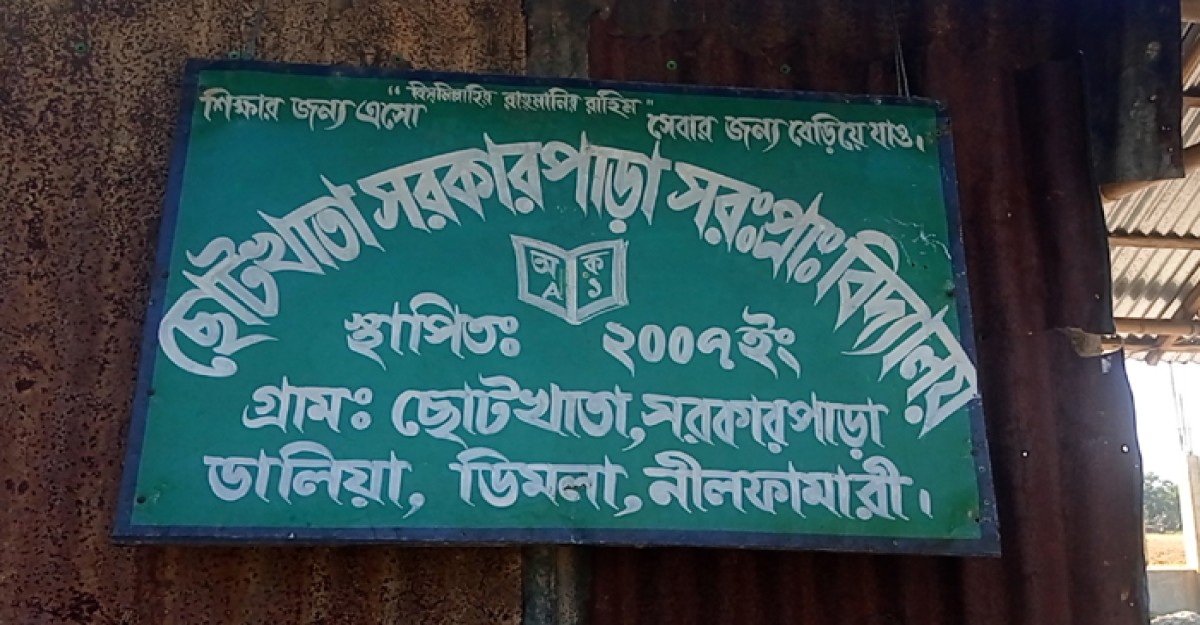 "বিসমিল্লাহির রাহমানির রাহিম"
শিক্ষার জন্য এসো সেবার জন্য বেড়িয়ে যাও।
ছোটখাতা সরকারপাড়া সরঃপ্রাঃবিদ্যালয়
অ ক
A ১
স্থাপিতঃ ২০০৭ইং
গ্রামঃ ছোটখাতা,সরকারপাড়া
ডালিয়া, ডিমলা, নীলফামারী।